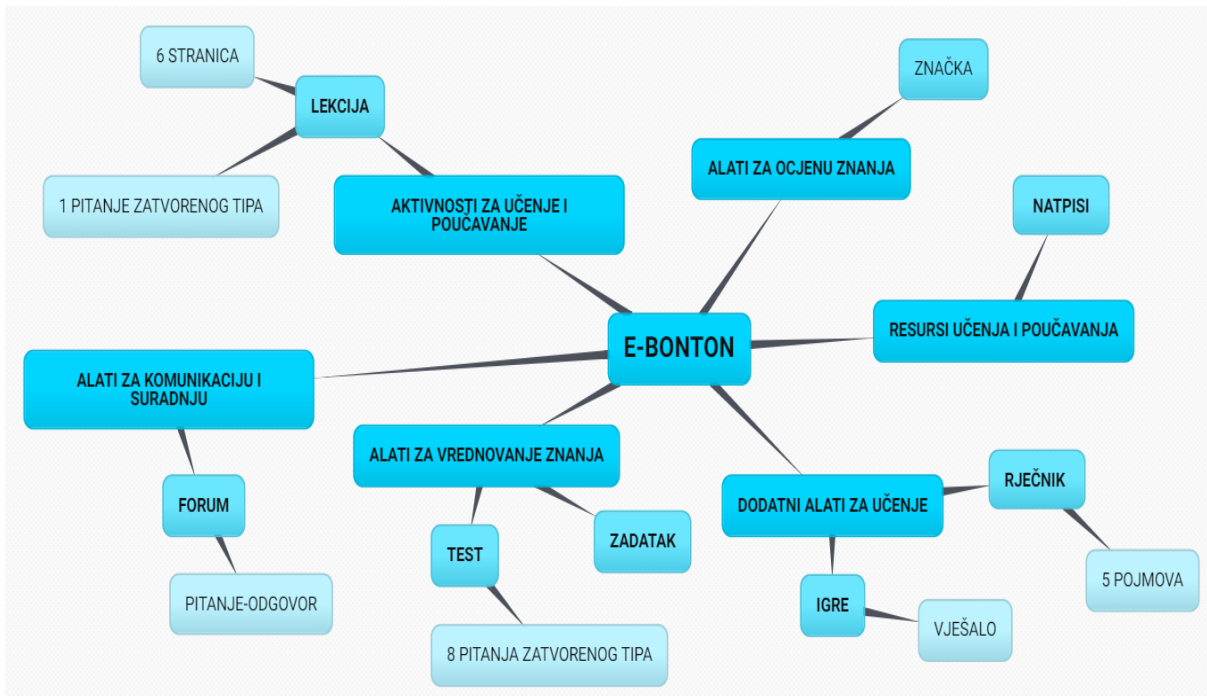 6 STRANICA
ZNAČKA
LEKCIJA
ALATI ZA OCJENU ZNANJA
1 PITANJE ZATVORENOG TIPA
AKTIVNOSTI ZA UČENJE I
POUČAVANJE
NATPISI
E-BONTON
RESURSI UČENJA I POUČAVANJA
ALATI ZA KOMUNIKACIJU I
SURADNJU
ALATI ZA VREDNOVANJE ZNANJA
RJEČNIK
FORUM
DODATNI ALATI ZA UČENJE
TEST
ZADATAK
5 POJMOVA
PITANJE-ODGOVOR
IGRE
VJEŠALO
8 PITANJA ZATVORENOG TIPA